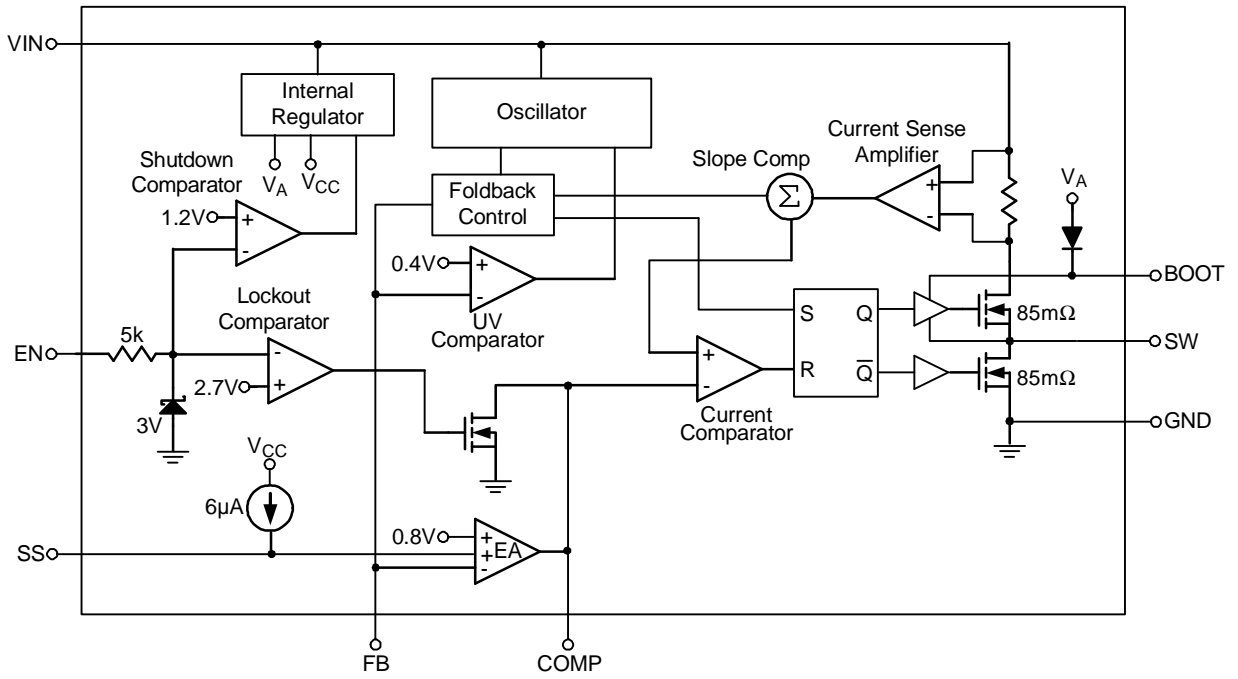 VIN
Internal
Regulator
Oscillator
Shutdown
Comparator
VA
VCC
1.2V
+
-
Foldback
Control
Slope Comp
Σ
Current Sense
Amplifier
+
-
VA
0.4V
+
-
UV
Comparator
BOOT
Lockout
Comparator
S
Q
85mΩ
5k
EN
-
2.7V
+
SW
+
-
R
Q̅
85mΩ
Current
Comparator
3V
GND
VCC
6µA
0.8V
+
+
-
EA
SS
FB
COMP